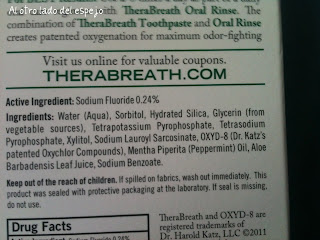 Al otro lado del espejo
with TheraBreath Oral Rinse. The
combination of TheraBreath Toothpaste and Oral Rinse
creates patented oxygenation for maximum odor-fighting
Visit us online for valuable coupons.
THERABREATH.COM
Active Ingredient: Sodium Fluoride 0.24%
Ingredients: Water (Aqua), Sorbitol, Hydrated Silica, Glycerin (from
vegetable sources), Tetrapotassium Pyrophosphate, Tetrasodium
Pyrophosphate, Xylitol, Sodium Lauroyl Sarcosinate, OXYD-8 (Dr. Katz's
patented Oxychlor Compounds), Mentha Piperita (Peppermint) Oil, Aloe
Barbadensis Leaf Juice, Sodium Benzoate.
Keep out of the reach of children. If spilled on fabrics, wash out immediately. This
product was sealed with protective packaging at the laboratory. If seal is missing,
do not use.
Drug Facts
TheraBreath and OXYD-8 are
registered trademarks of
Dr. Harold Katz, LLC ©2011